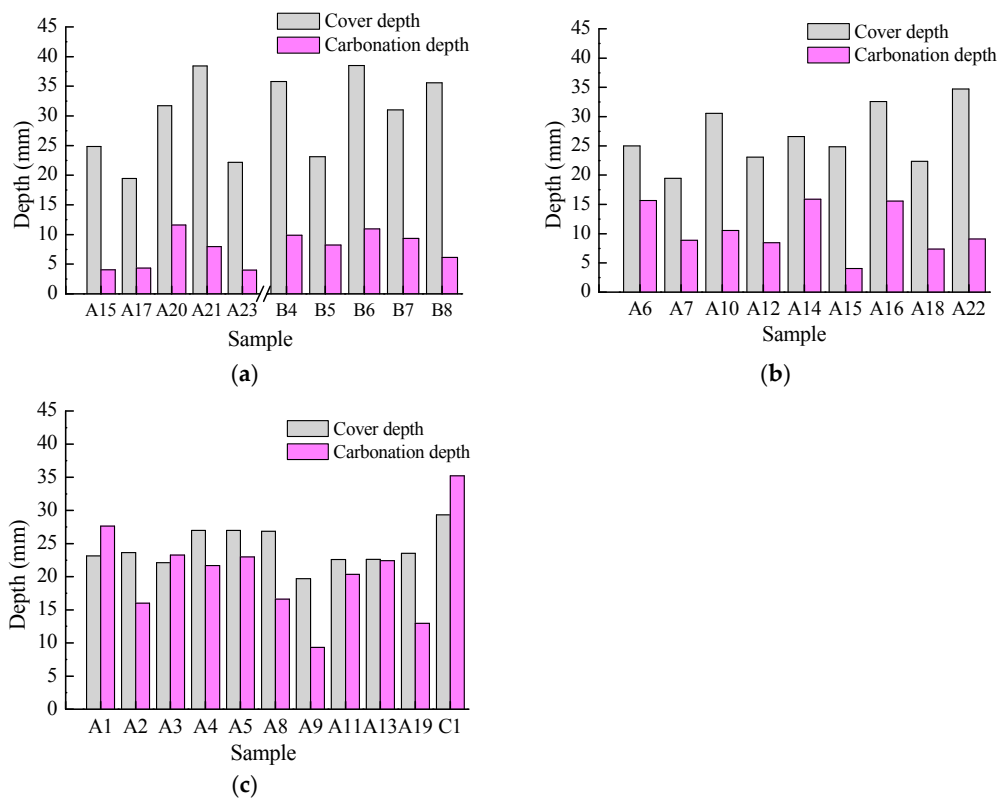 Cover depth
Carbonation depth
45
40
35
30
25
20
15
10
5
0
Depth (mm)
A15 A17 A20 A21 A23 // B4 B5 B6 B7 B8
Sample
(a)
Cover depth
Carbonation depth
45
40
35
30
25
20
15
10
5
0
Depth (mm)
A6 A7 A10 A12 A14 A15 A16 A18 A22
Sample
(b)
Cover depth
Carbonation depth
45
40
35
30
25
20
15
10
5
0
Depth (mm)
A1 A2 A3 A4 A5 A8 A9 A11 A13 A19 C1
Sample
(c)